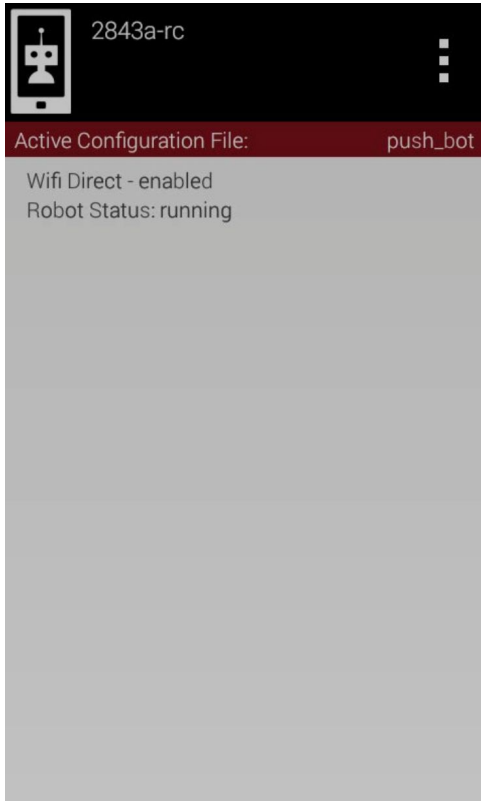 2843a-rc
Active Configuration File: push_bot
Wifi Direct - enabled
Robot Status: running